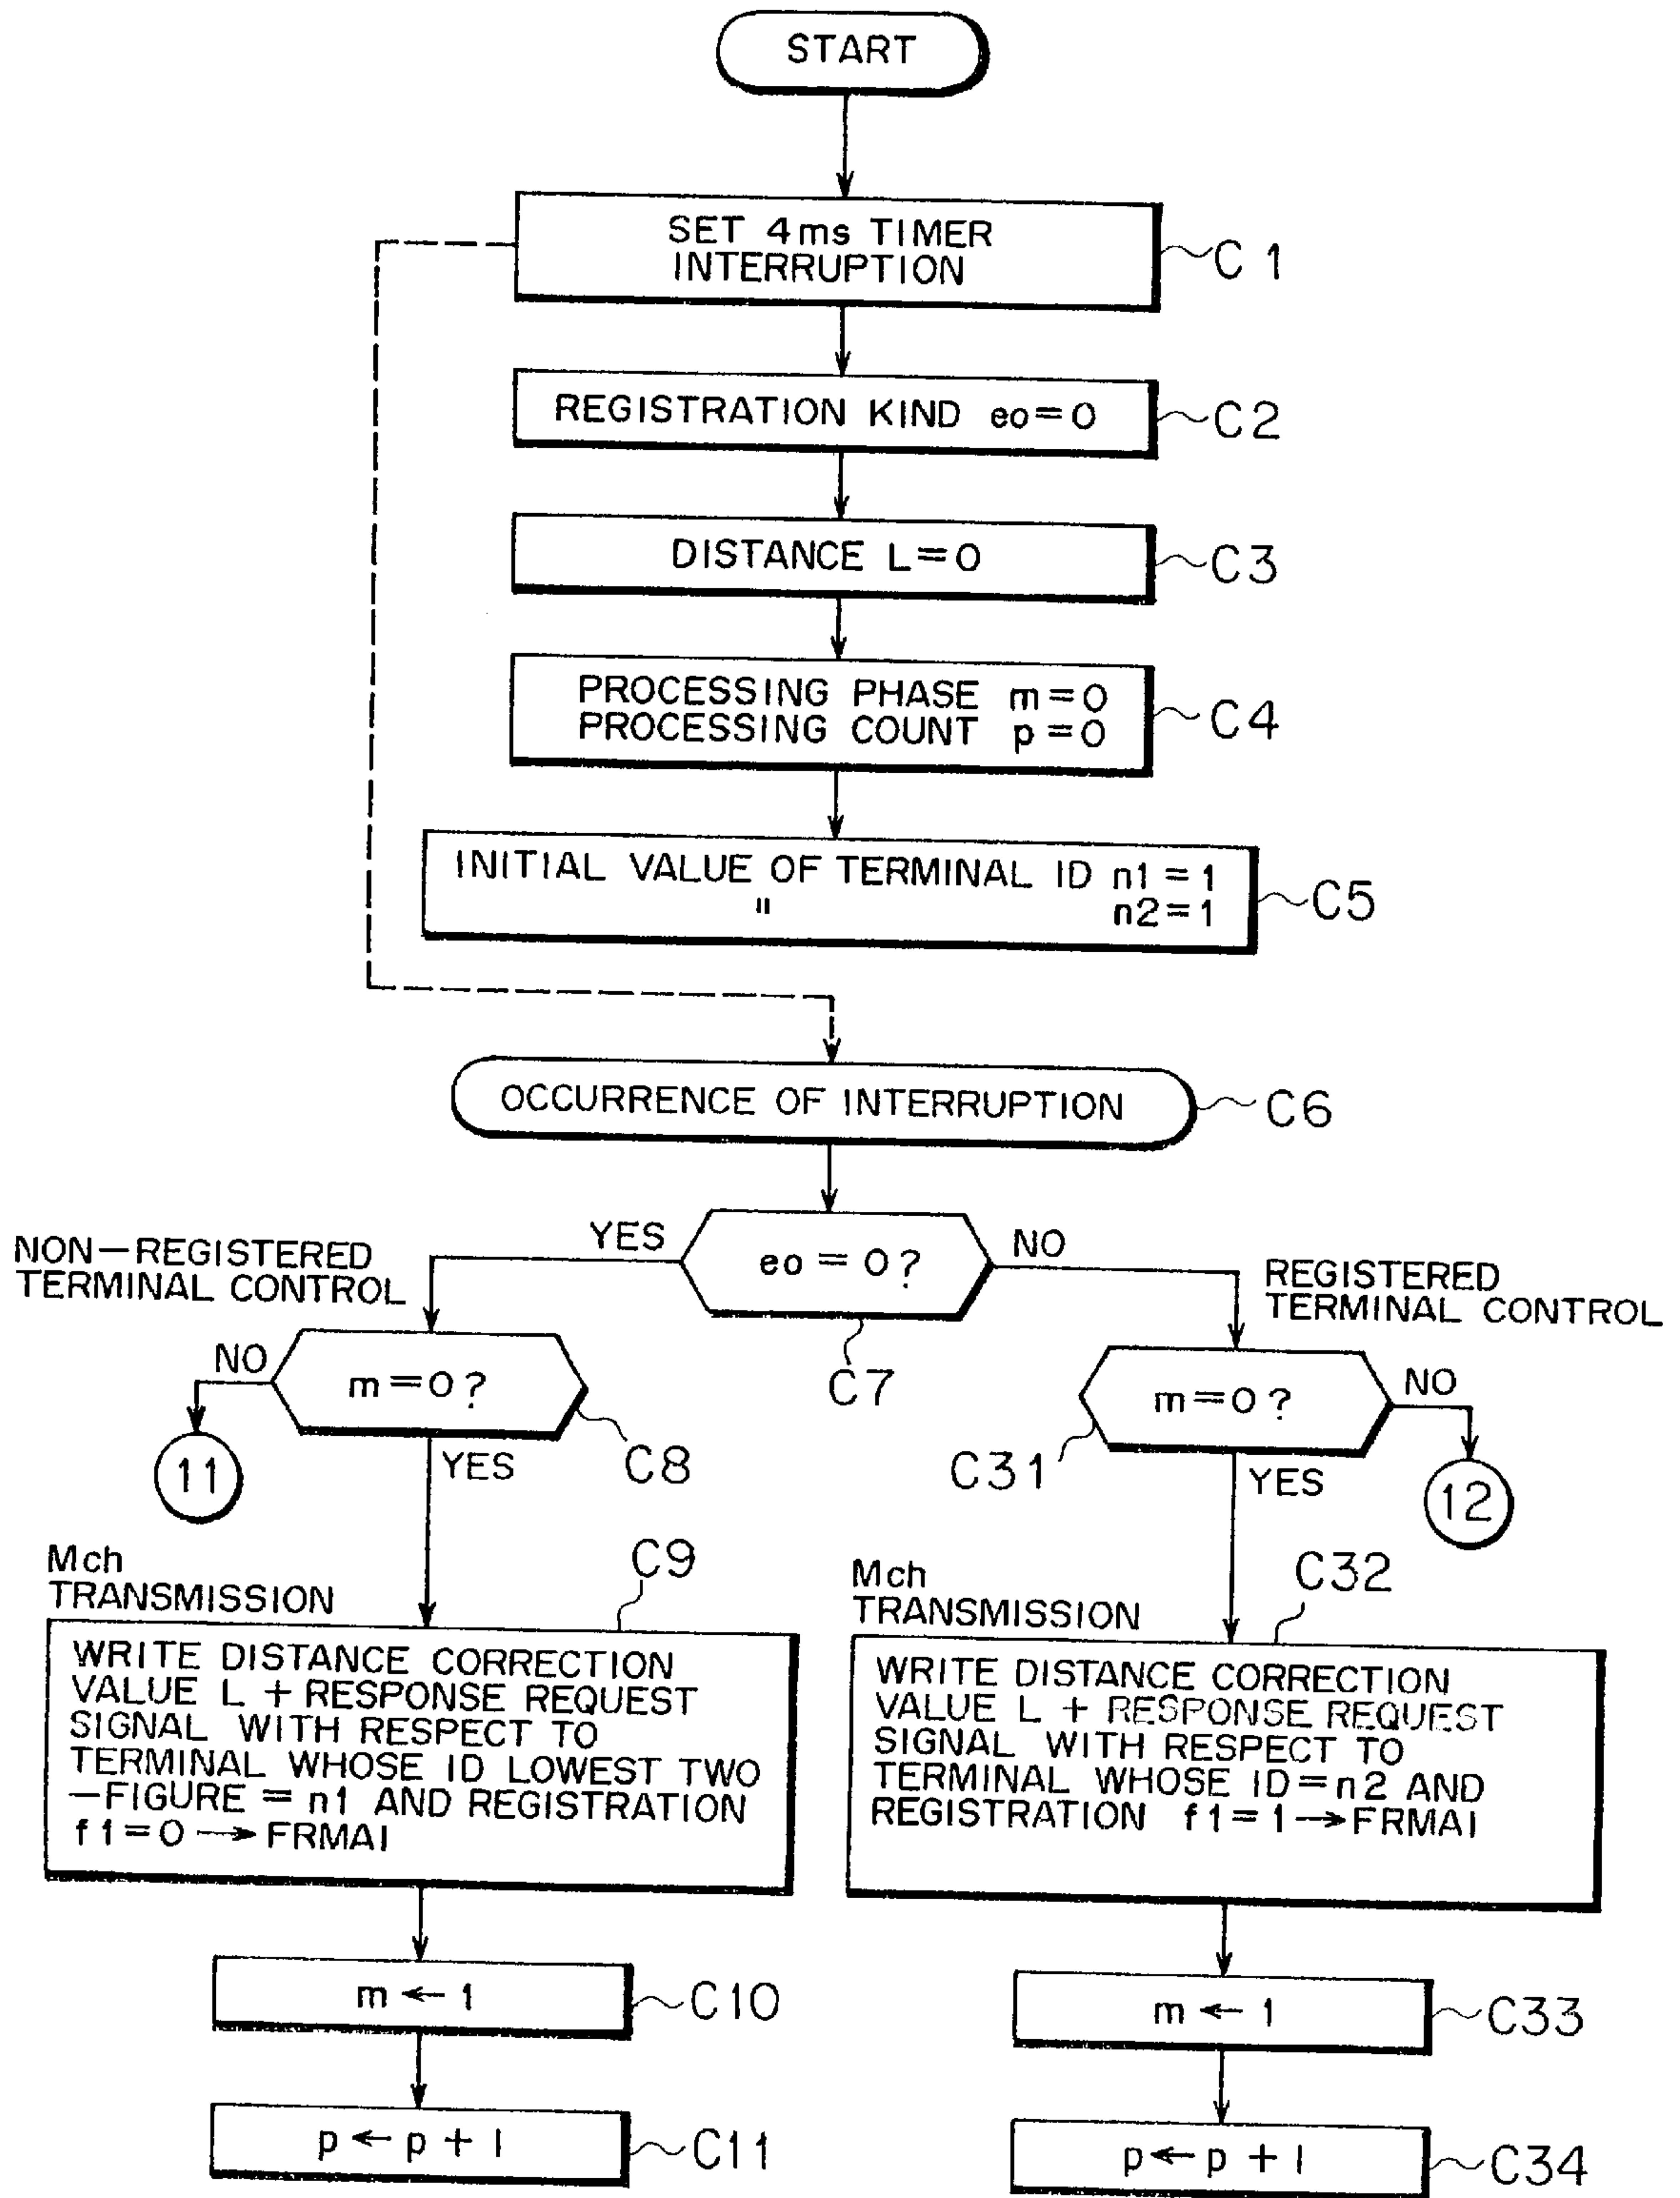 START
SET 4ms TIMER
INTERRUPTION
C1
REGISTRATION KIND eo=0
C2
DISTANCE L=0
C3
PROCESSING PHASE m=0
PROCESSING COUNT p=0
C4
INITIAL VALUE OF TERMINAL ID n1=1
" n2=1
C5
OCCURRENCE OF INTERRUPTION
C6
YES
eo=0?
NO
C7
NON-REGISTERED
TERMINAL CONTROL
REGISTERED
TERMINAL CONTROL
NO
m=0?
C8
YES
11
m=0?
NO
C31
YES
12
Mch
TRANSMISSION
C9
WRITE DISTANCE CORRECTION
VALUE L + RESPONSE REQUEST
SIGNAL WITH RESPECT TO
TERMINAL WHOSE ID LOWEST TWO
-FIGURE = n1 AND REGISTRATION
f1=0 → FRMAI
Mch
TRANSMISSION
C32
WRITE DISTANCE CORRECTION
VALUE L + RESPONSE REQUEST
SIGNAL WITH RESPECT TO
TERMINAL WHOSE ID=n2 AND
REGISTRATION f1=1 → FRMAI
m ← 1
C10
m ← 1
C33
p ← p + 1
C11
p ← p + 1
C34